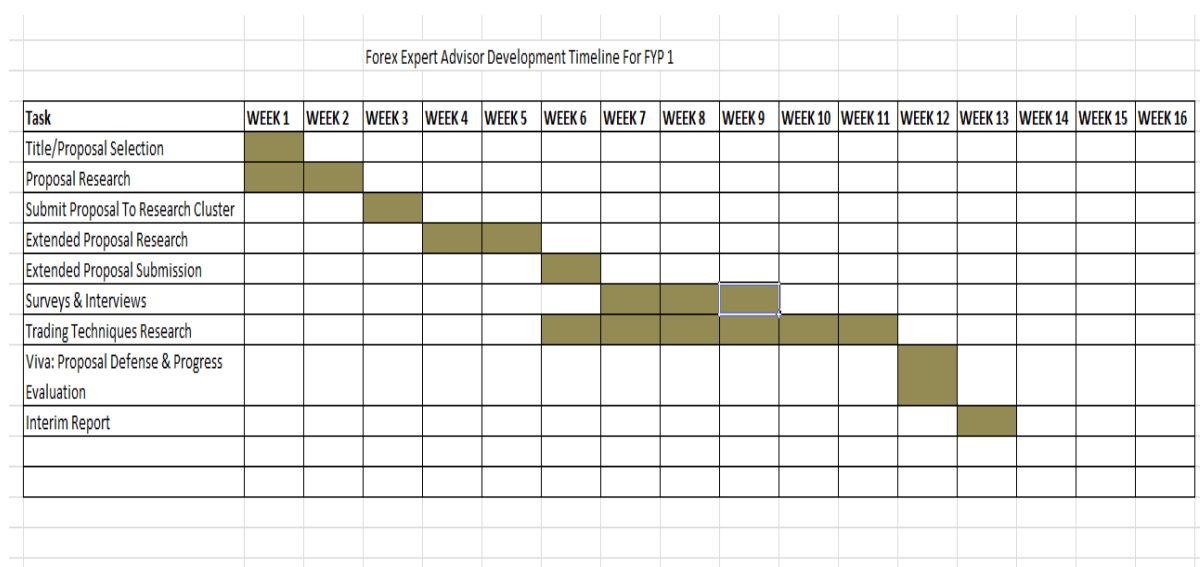 Forex Expert Advisor Development Timeline For FYP 1
Task WEEK 1 WEEK 2 WEEK 3 WEEK 4 WEEK 5 WEEK 6 WEEK 7 WEEK 8 WEEK 9 WEEK 10 WEEK 11 WEEK 12 WEEK 13 WEEK 14 WEEK 15 WEEK 16
Title/Proposal Selection
Proposal Research
Submit Proposal To Research Cluster
Extended Proposal Research
Extended Proposal Submission
Surveys & Interviews
Trading Techniques Research
Viva: Proposal Defense & Progress
Evaluation
Interim Report